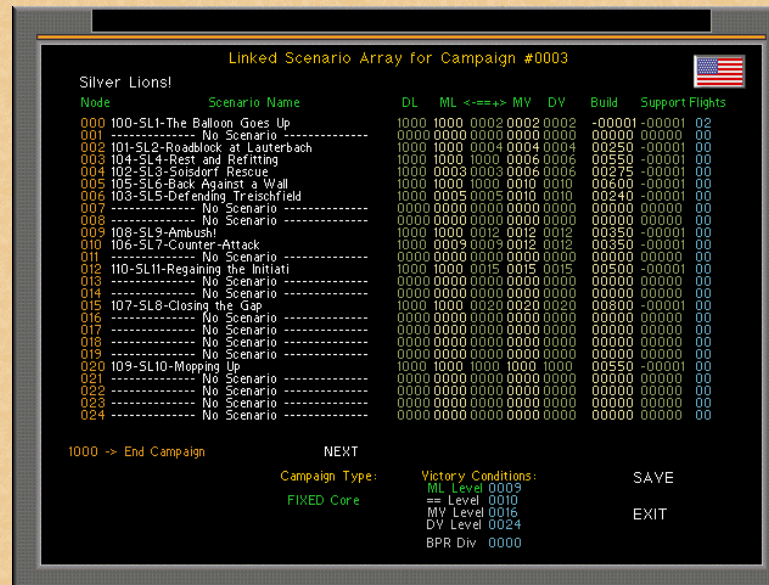 Linked Scenario Array for Campaign #0003
Silver Lions!
Node Scenario Name DL ML <-==+> MV DV Build Support Flights
000 100-SL1-The Balloon Goes Up 1000 1000 0002 0002 0002 -00001 -00001 02
001 -------------- No Scenario -------------- 0000 0000 0000 0000 0000 00000 00000 00
002 101-SL2-Roadblock at Lauterbach 1000 1000 0004 0004 0004 00250 -00001 00
003 104-SL4-Rest and Refitting 1000 1000 1000 0006 0006 00550 -00001 00
004 102-SL3-Soisdorf Rescue 1000 0003 0003 0006 0006 00275 -00001 00
005 105-SL6-Back Against a Wall 1000 1000 1000 0010 0010 00600 -00001 00
006 103-SL5-Defending Treischfield 1000 0005 0005 0010 0010 00240 -00001 00
007 -------------- No Scenario -------------- 0000 0000 0000 0000 0000 00000 00000 00
008 -------------- No Scenario -------------- 0000 0000 0000 0000 0000 00000 00000 00
009 108-SL9-Ambush! 1000 1000 0012 0012 0012 00350 -00001 00
010 106-SL7-Counter-Attack 1000 0009 0009 0012 0012 00350 -00001 00
011 -------------- No Scenario -------------- 0000 0000 0000 0000 0000 00000 00000 00
012 110-SL11-Regaining the Initiati 1000 1000 0015 0015 0015 00500 -00001 00
013 -------------- No Scenario -------------- 0000 0000 0000 0000 0000 00000 00000 00
014 -------------- No Scenario -------------- 0000 0000 0000 0000 0000 00000 00000 00
015 107-SL8-Closing the Gap 1000 1000 0020 0020 0020 00800 -00001 00
016 -------------- No Scenario -------------- 0000 0000 0000 0000 0000 00000 00000 00
017 -------------- No Scenario -------------- 0000 0000 0000 0000 0000 00000 00000 00
018 -------------- No Scenario -------------- 0000 0000 0000 0000 0000 00000 00000 00
019 -------------- No Scenario -------------- 0000 0000 0000 0000 0000 00000 00000 00
020 109-SL10-Mopping Up 1000 1000 1000 1000 1000 00550 -00001 00
021 -------------- No Scenario -------------- 0000 0000 0000 0000 0000 00000 00000 00
022 -------------- No Scenario -------------- 0000 0000 0000 0000 0000 00000 00000 00
023 -------------- No Scenario -------------- 0000 0000 0000 0000 0000 00000 00000 00
024 -------------- No Scenario -------------- 0000 0000 0000 0000 0000 00000 00000 00
1000 -> End Campaign NEXT
Campaign Type: Victory Conditions: SAVE
ML Level 0009
FIXED Core == Level 0010
MV Level 0016 EXIT
DV Level 0024
BPR Div 0000